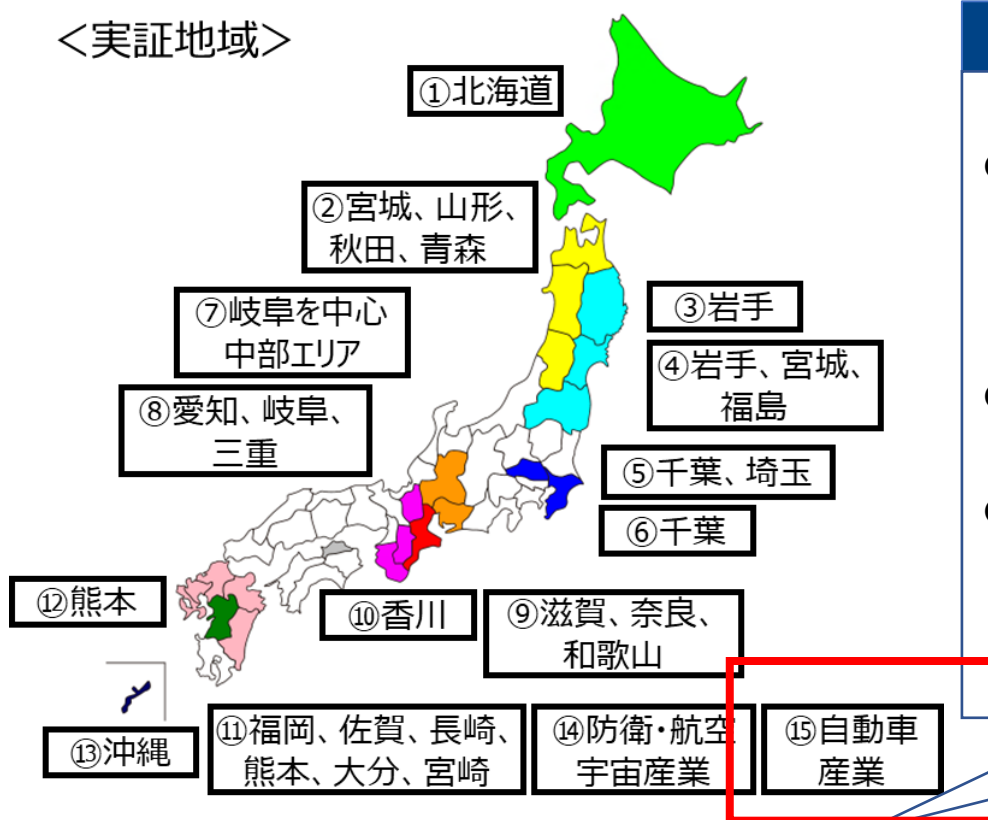 ＜実証地域＞
①北海道
②宮城、山形、
秋田、青森
⑦岐阜を中心
中部エリア
③岩手
④岩手、宮城、
福島
⑧愛知、岐阜、
三重
⑤千葉、埼玉
⑥千葉
⑫熊本
⑩香川
⑨滋賀、奈良、
和歌山
⑬沖縄
⑪福岡、佐賀、長崎、
熊本、大分、宮崎
⑭防衛・航空
宇宙産業
⑮自動車
産業